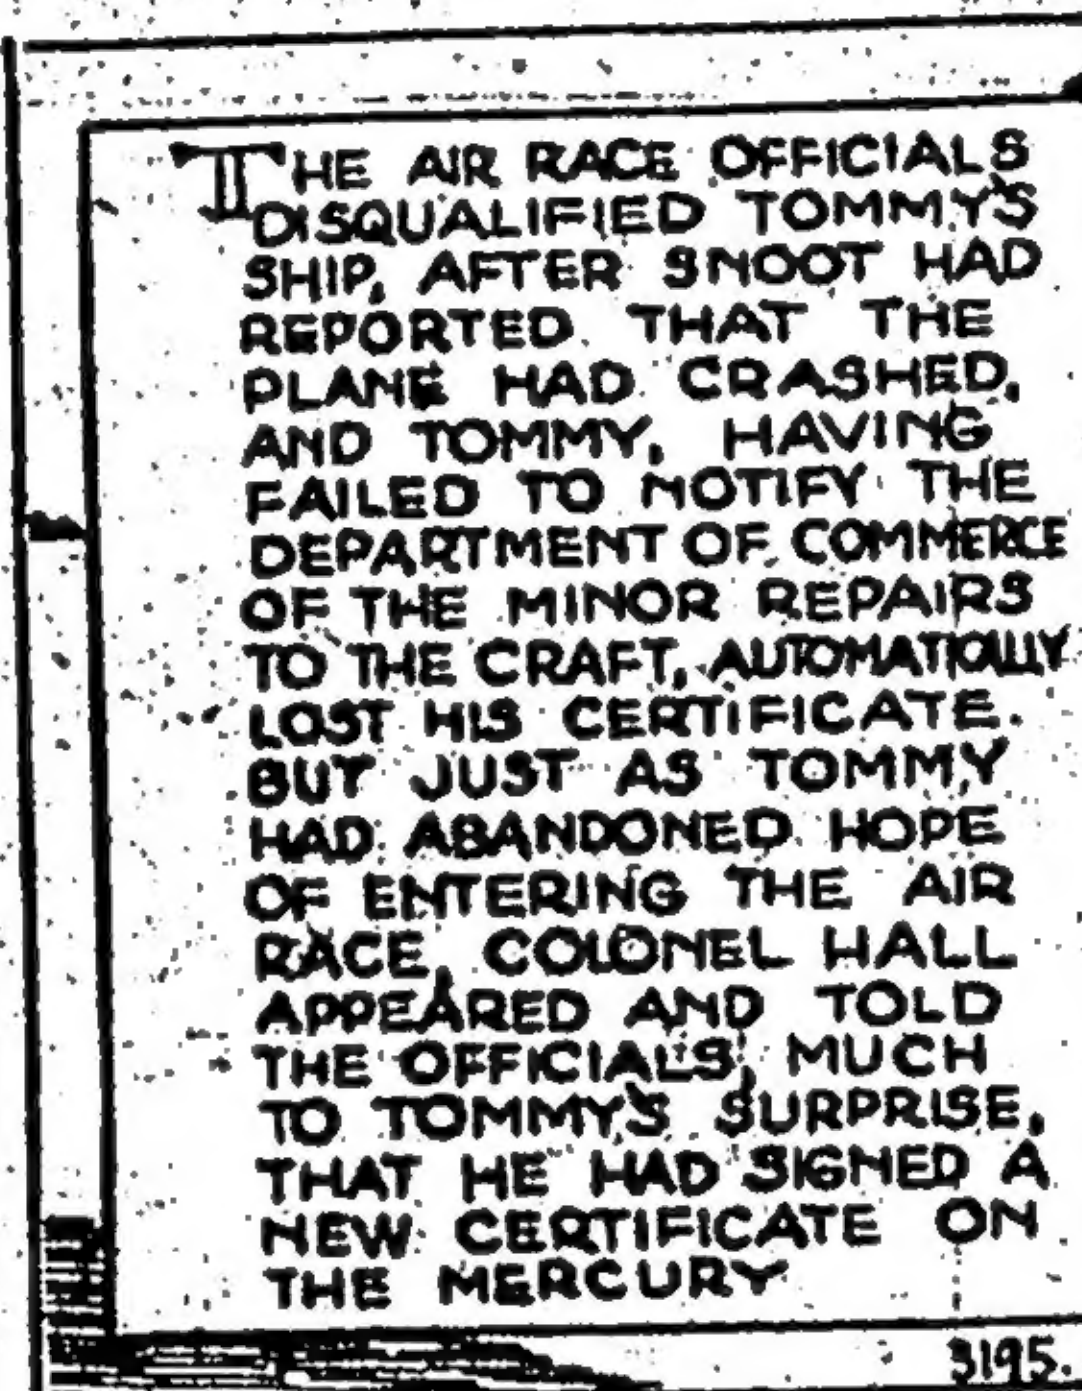 THE AIR RACE OFFICIALS
DISQUALIFIED TOMMY'S
SHIP, AFTER SNOOT HAD
REPORTED THAT THE
PLANE HAD CRASHED,
AND TOMMY, HAVING
FAILED TO NOTIFY THE
DEPARTMENT OF COMMERCE
OF THE MINOR REPAIRS
TO THE CRAFT, AUTOMATICALLY
LOST HIS CERTIFICATE.
BUT JUST AS TOMMY
HAD ABANDONED HOPE
OF ENTERING THE AIR
RACE, COLONEL HALL
APPEARED AND TOLD
THE OFFICIALS, MUCH
TO TOMMY'S SURPRISE,
THAT HE HAD SIGNED A
NEW CERTIFICATE ON
THE MERCURY
3195.